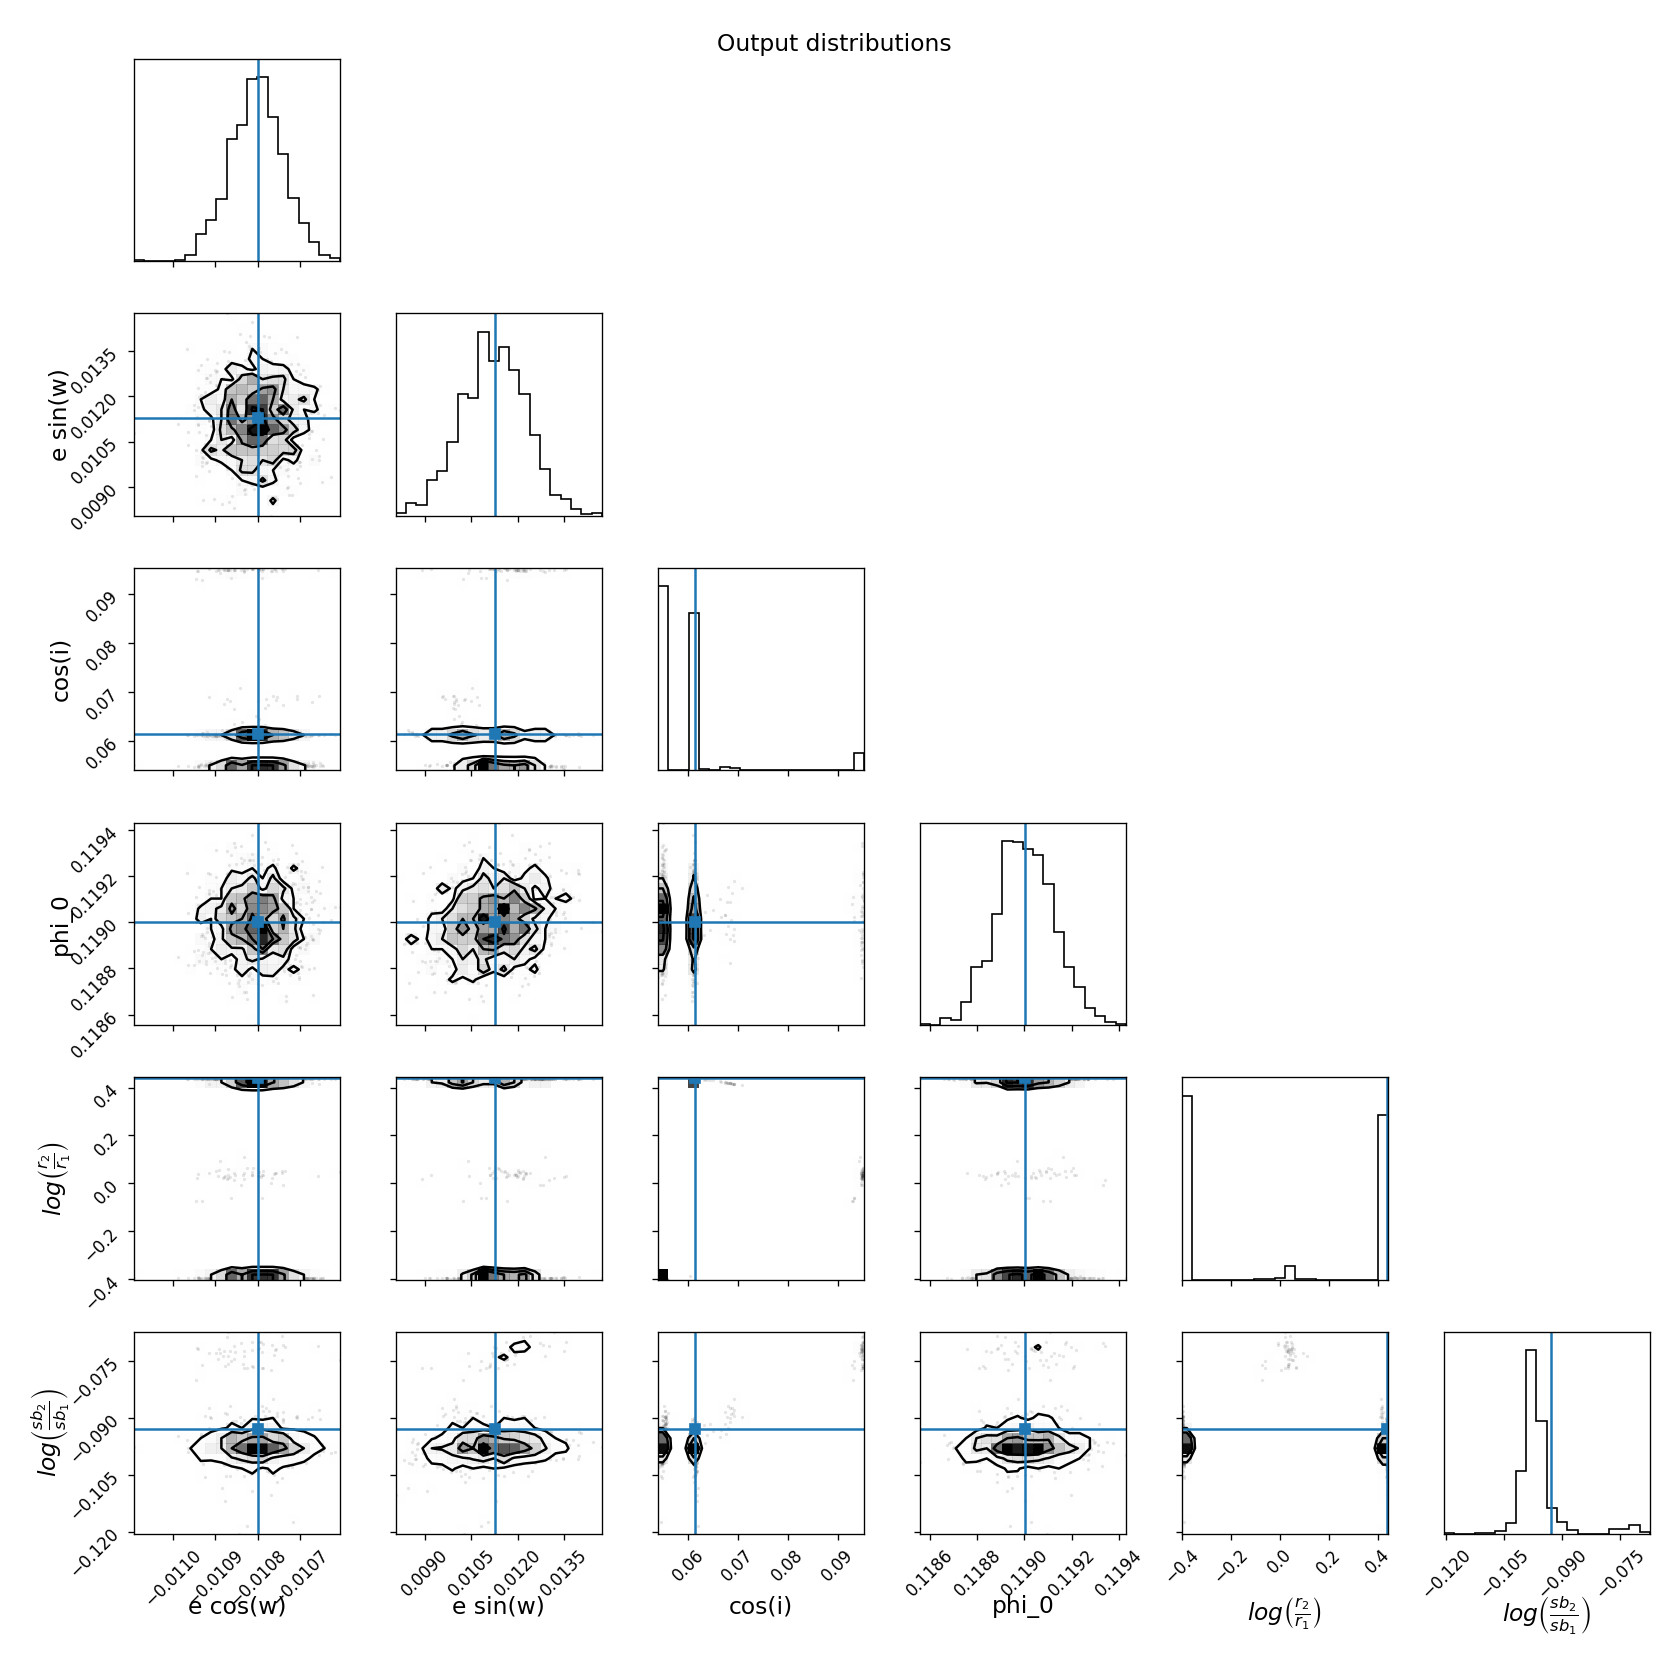 Output distributions
e sin(w)
0.0135
0.0120
0.0105
0.0090
cos(i)
0.09
0.08
0.07
0.06
phi_0
0.1194
0.1192
0.1190
0.1188
0.1186
log(r2/r1)
0.4
0.2
0.0
−0.2
−0.4
log(sb2/sb1)
−0.075
−0.090
−0.105
−0.120
−0.0110 −0.0109 −0.0108 −0.0107
0.0090 0.0105 0.0120 0.0135
0.06 0.07 0.08 0.09
0.1186 0.1188 0.1190 0.1192 0.1194
−0.4 −0.2 0.0 0.2 0.4
−0.120 −0.105 −0.090 −0.075
e cos(w) e sin(w) cos(i) phi_0 log(r2/r1) log(sb2/sb1)